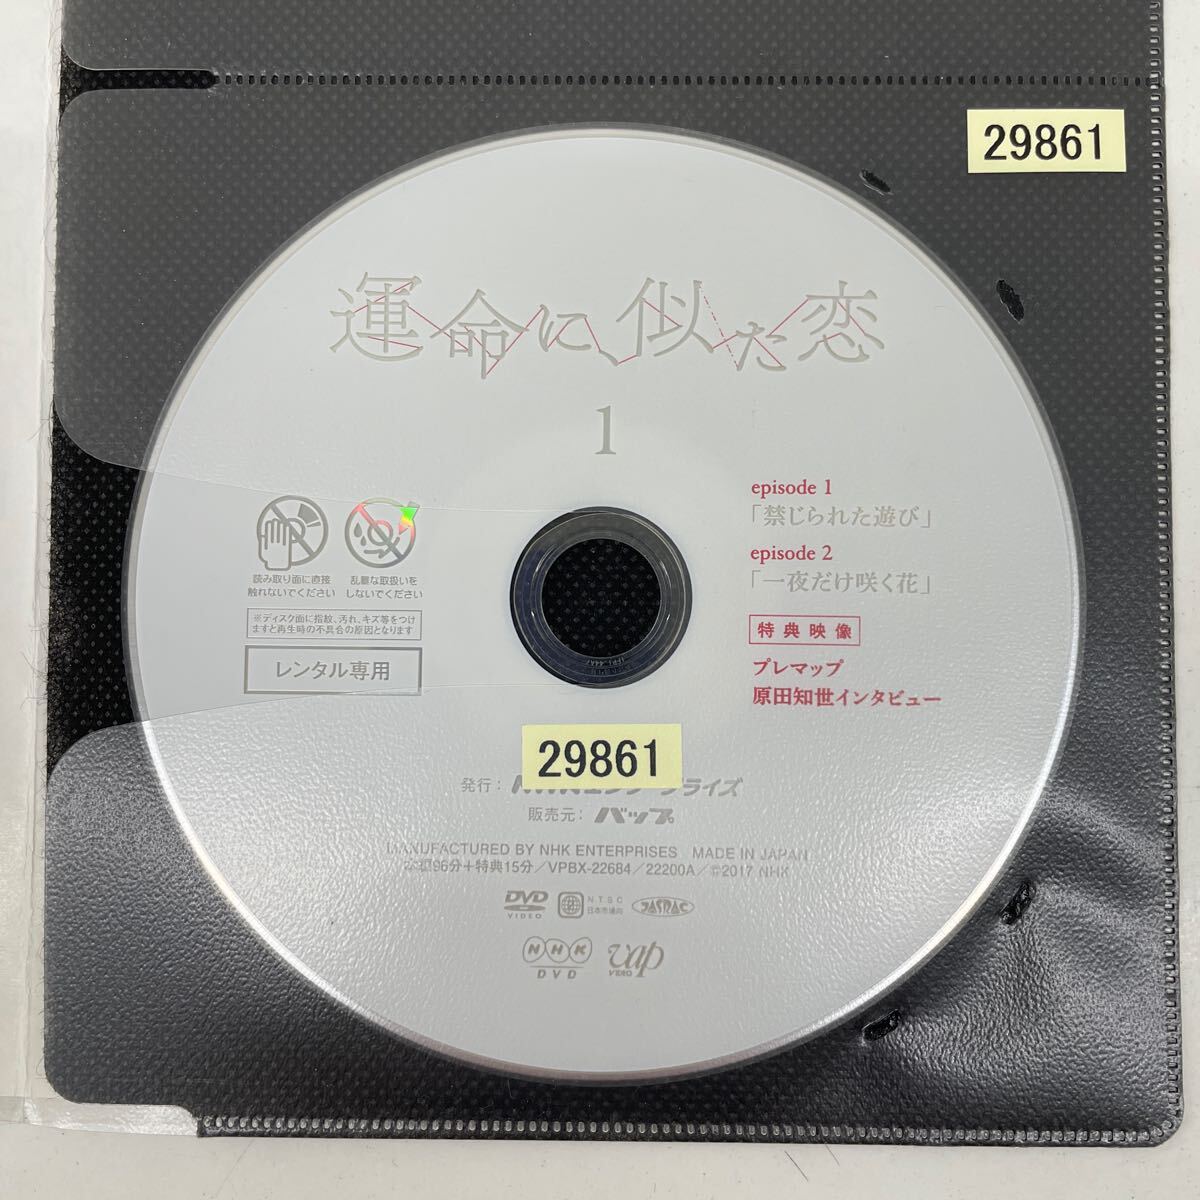 29861
運命に、似た恋
1
episode 1
「禁じられた遊び」
episode 2
「一夜だけ咲く花」
特典映像
プレマップ
原田知世インタビュー
読み取り面に直接
触れないでください
乱暴な取扱いを
しないでください
※ディスク面に指紋、汚れ、キズ等をつけ
ますと再生時の不具合の原因となります
レンタル専用
29861
発行：
プライズ
販売元：バップ
MANUFACTURED BY NHK ENTERPRISES MADE IN JAPAN
本編96分＋特典15分／VPBX-22684／22200A／©2017 NHK
DVD
VIDEO
NTSC
日本市場向
JASRAC
NHK
DVD
vap
VIDEO